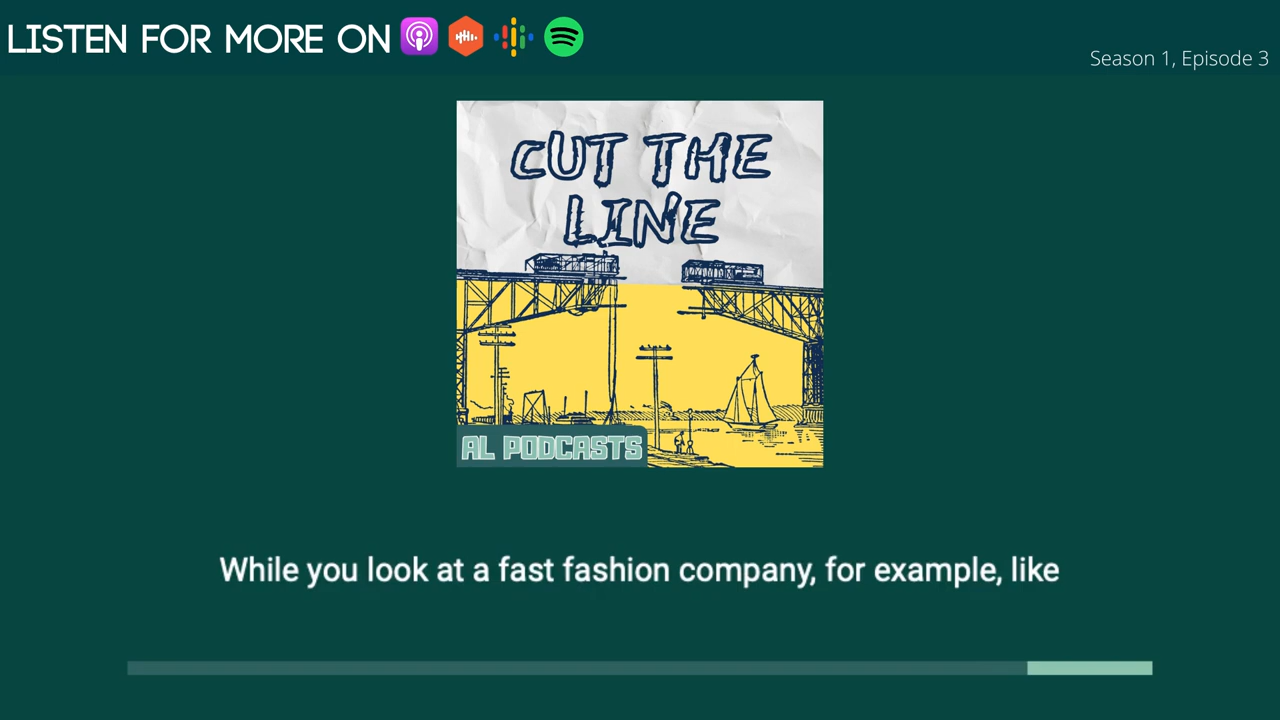 LISTEN FOR MORE ON
Season 1, Episode 3
CUT THE
LINE
AL PODCASTS
While you look at a fast fashion company, for example, like